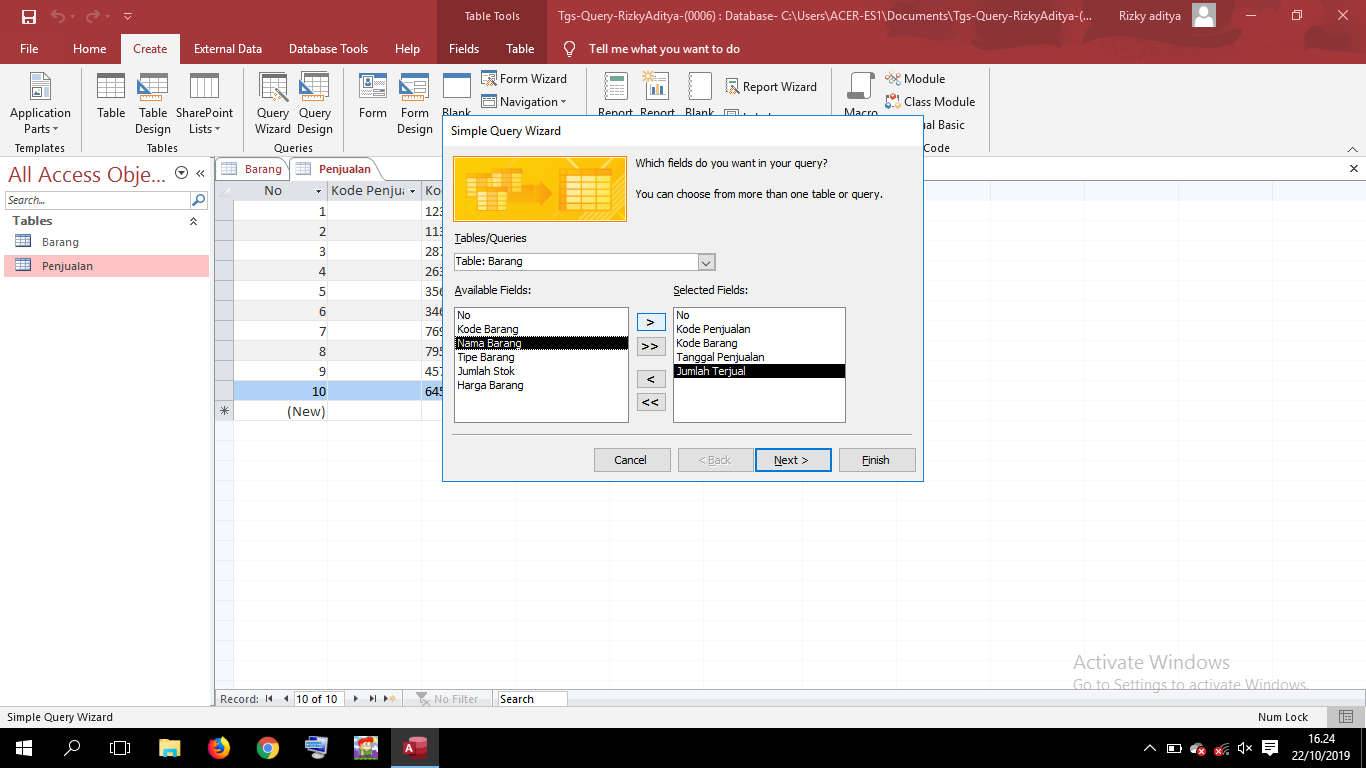 Table Tools
Tgs-Query-RizkyAditya-(0006) : Database- C:\Users\ACER-ES1\Documents\Tgs-Query-RizkyAditya-(...
Rizky aditya
File Home Create External Data Database Tools Help Fields Table Tell me what you want to do
Application Parts
Templates
Table
Table Design
SharePoint Lists
Tables
Query Wizard
Query Design
Queries
Form
Form Design
Blank
Form Wizard
Navigation
Report
Report
Blank
Report Wizard
Macro
Module
Class Module
ual Basic
Code
All Access Obje...
Search...
Tables
Barang
Penjualan
Barang
Penjualan
No Kode Penjua Ko
1 123
2 113
3 287
4 263
5 356
6 346
7 769
8 795
9 457
10 645
(New)
Simple Query Wizard
Which fields do you want in your query?
You can choose from more than one table or query.
Tables/Queries
Table: Barang
Available Fields:
No
Kode Barang
Nama Barang
Tipe Barang
Jumlah Stok
Harga Barang
>
>>
<
<<
Selected Fields:
No
Kode Penjualan
Kode Barang
Tanggal Penjualan
Jumlah Terjual
Cancel
< Back
Next >
Finish
Activate Windows
Go to Settings to activate Windows.
Record: 10 of 10 No Filter Search
Simple Query Wizard
Num Lock
16.24
22/10/2019